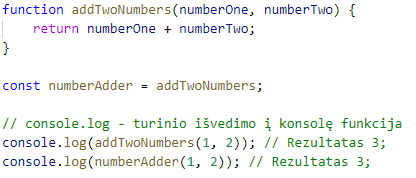 function addTwoNumbers(numberOne, numberTwo) {
    return numberOne + numberTwo;
}

const numberAdder = addTwoNumbers;

// console.log - turinio išvedimo į konsolę funkcija
console.log(addTwoNumbers(1, 2)); // Rezultatas 3;
console.log(numberAdder(1, 2)); // Rezultatas 3;